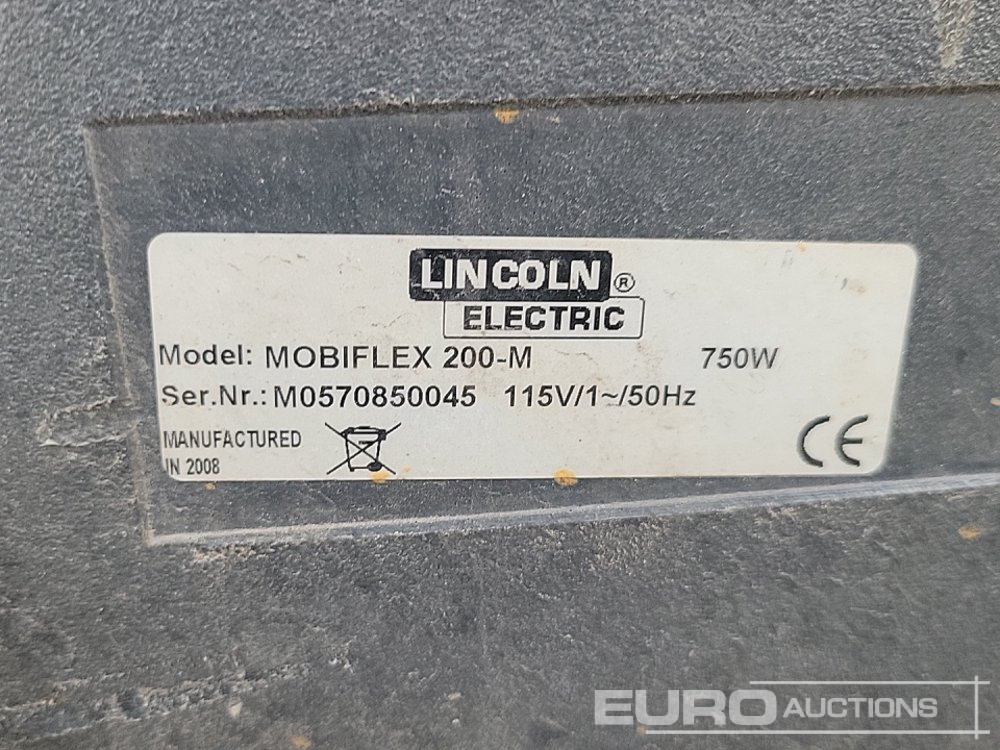 LINCOLN ®
ELECTRIC
Model: MOBIFLEX 200-M 750W
Ser.Nr.: M0570850045 115V/1~/50Hz
MANUFACTURED
IN 2008
CE
EURO AUCTIONS